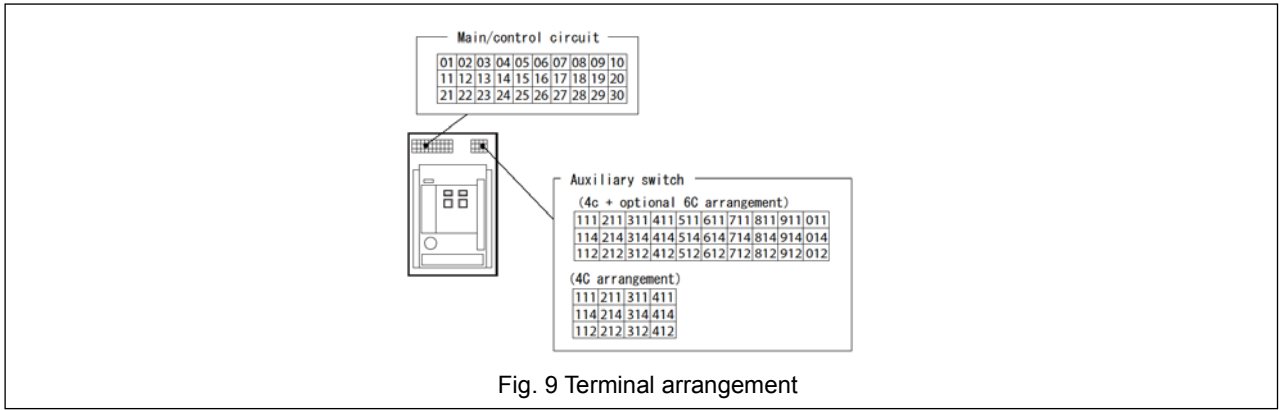 Main/control circuit
01 02 03 04 05 06 07 08 09 10
11 12 13 14 15 16 17 18 19 20
21 22 23 24 25 26 27 28 29 30
Auxiliary switch
(4c + optional 6C arrangement)
111 211 311 411 511 611 711 811 911 011
114 214 314 414 514 614 714 814 914 014
112 212 312 412 512 612 712 812 912 012
(4C arrangement)
111 211 311 411
114 214 314 414
112 212 312 412
Fig. 9 Terminal arrangement